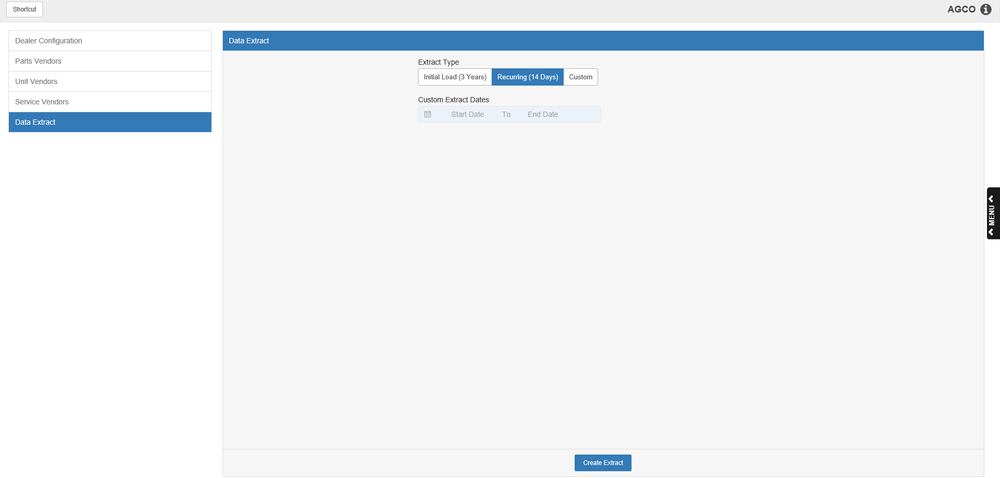 Shortcut
AGCO
Dealer Configuration
Parts Vendors
Unit Vendors
Service Vendors
Data Extract
Data Extract
Extract Type
Initial Load (3 Years) Recurring (14 Days) Custom
Custom Extract Dates
Start Date To End Date
MENU
Create Extract